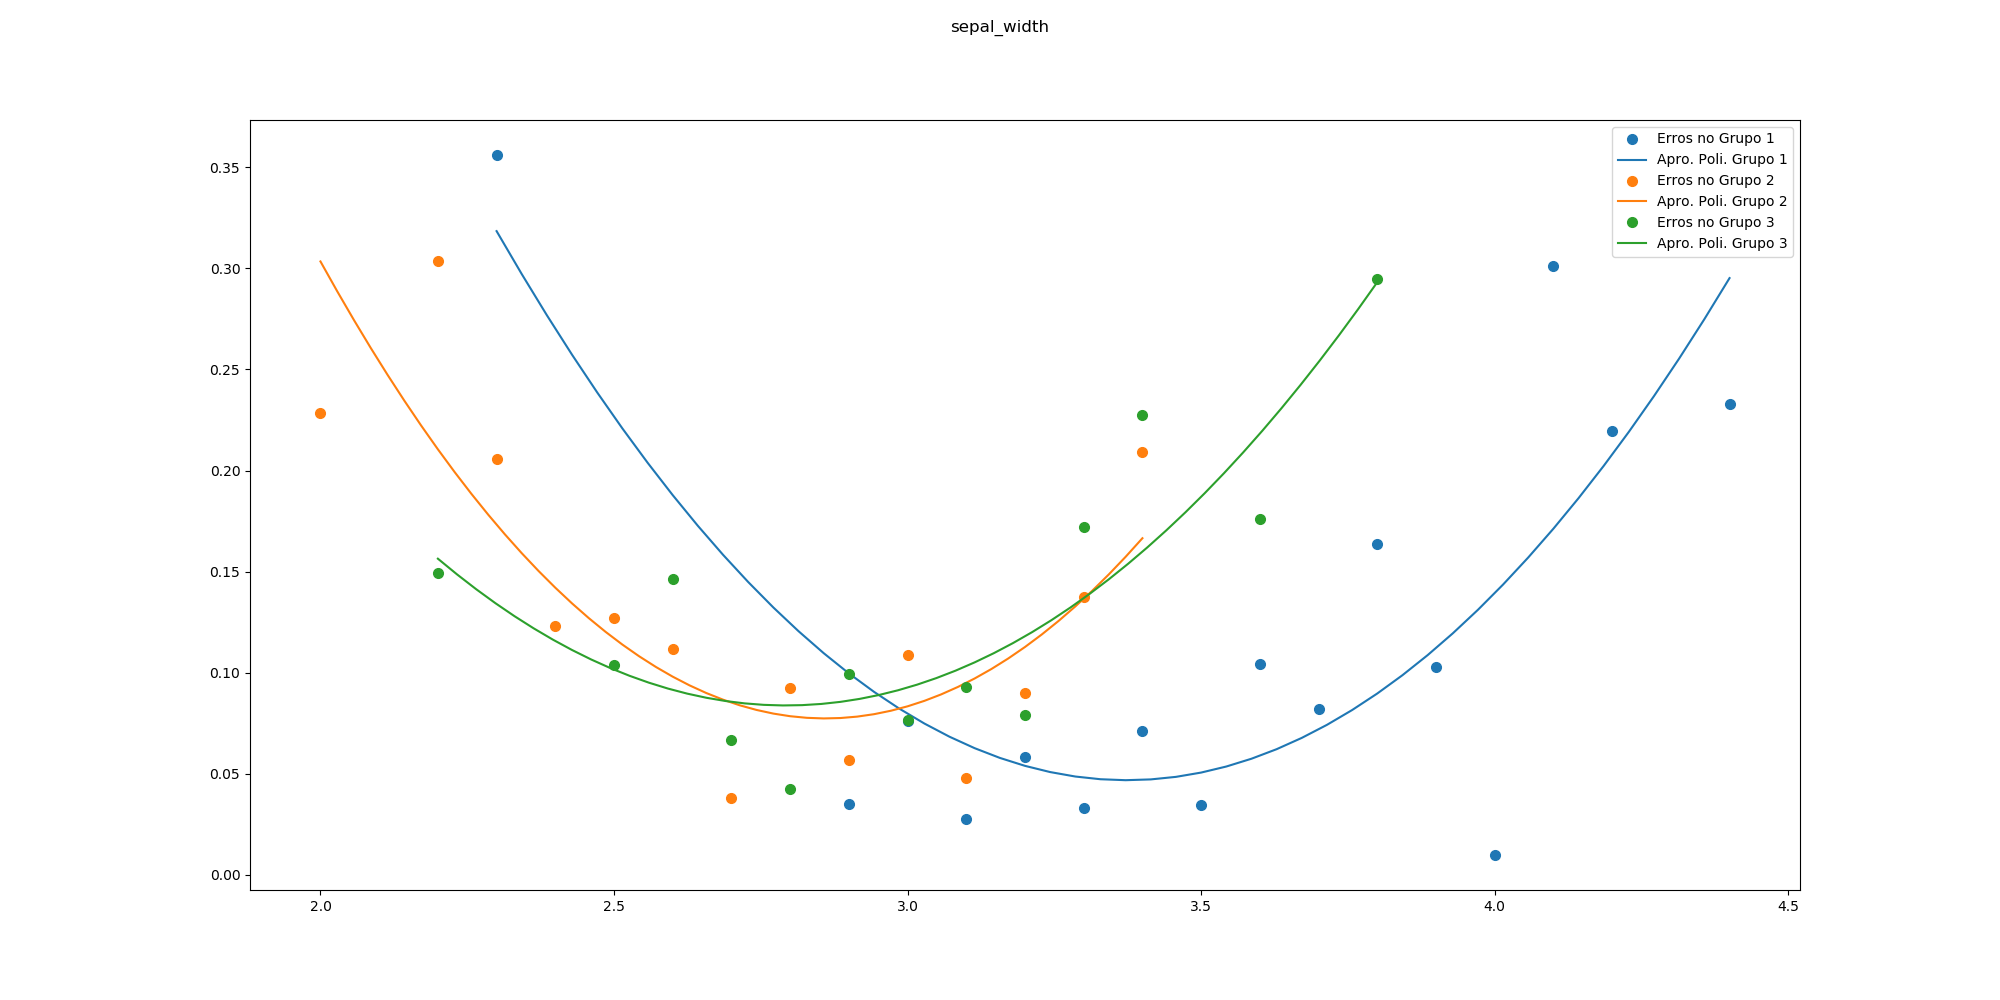 sepal_width
Erros no Grupo 1
Apro. Poli. Grupo 1
Erros no Grupo 2
Apro. Poli. Grupo 2
Erros no Grupo 3
Apro. Poli. Grupo 3
0.35
0.30
0.25
0.20
0.15
0.10
0.05
0.00
2.0 2.5 3.0 3.5 4.0 4.5